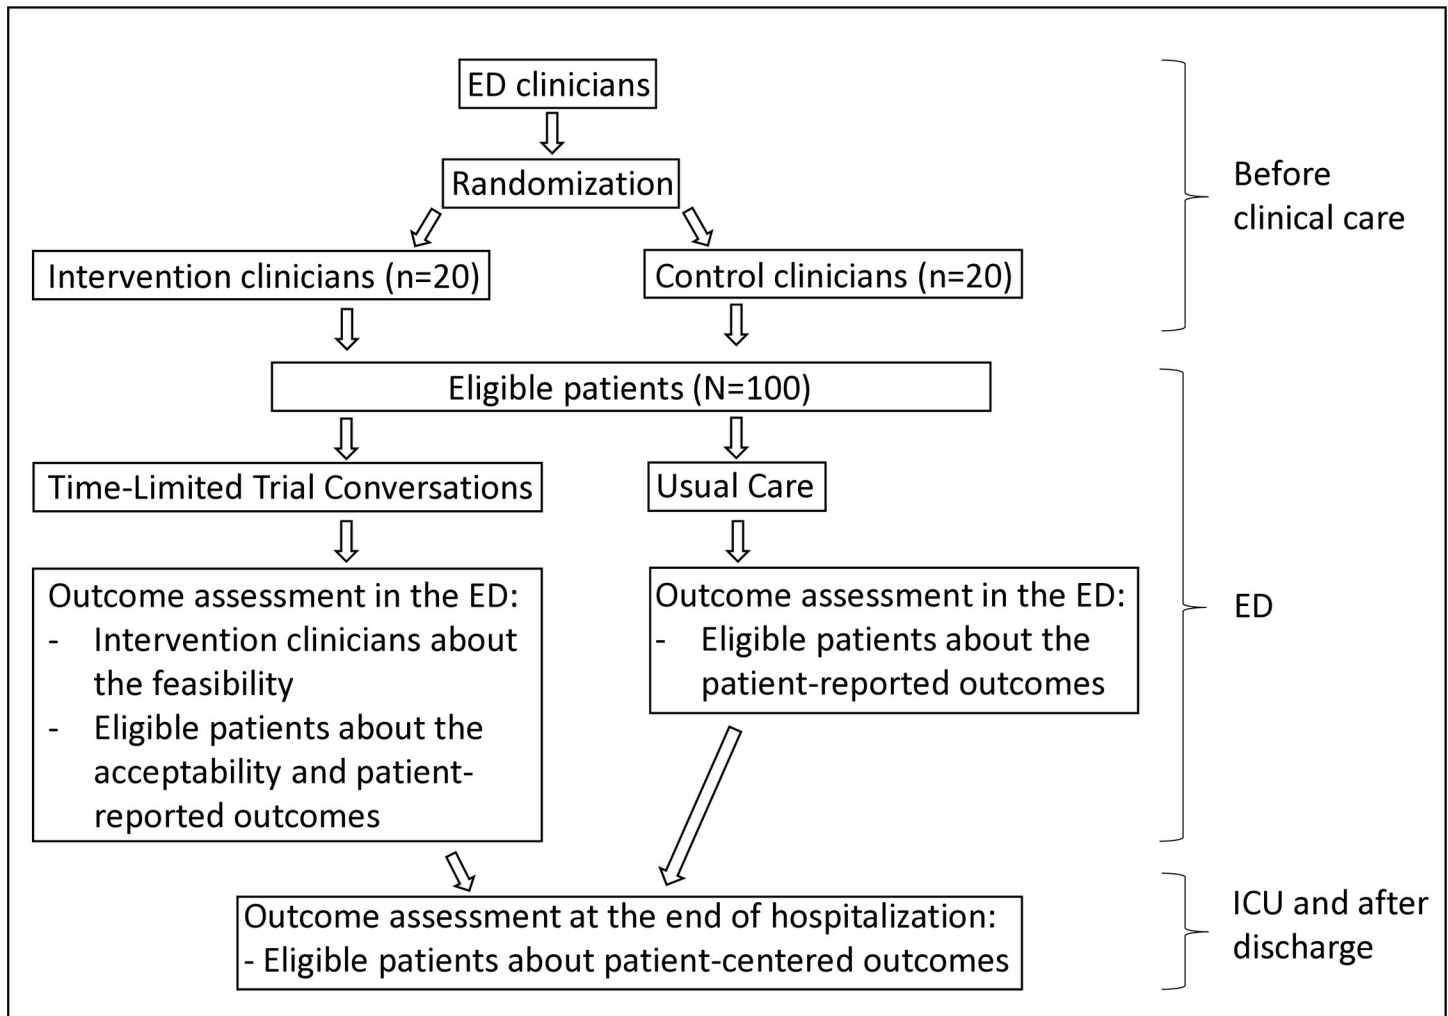 ED clinicians
Randomization
Before
clinical care
Intervention clinicians (n=20)
Control clinicians (n=20)
Eligible patients (N=100)
Time-Limited Trial Conversations
Usual Care
Outcome assessment in the ED:
- Intervention clinicians about
the feasibility
- Eligible patients about the
acceptability and patient-
reported outcomes
Outcome assessment in the ED:
- Eligible patients about the
patient-reported outcomes
ED
Outcome assessment at the end of hospitalization:
- Eligible patients about patient-centered outcomes
ICU and after
discharge